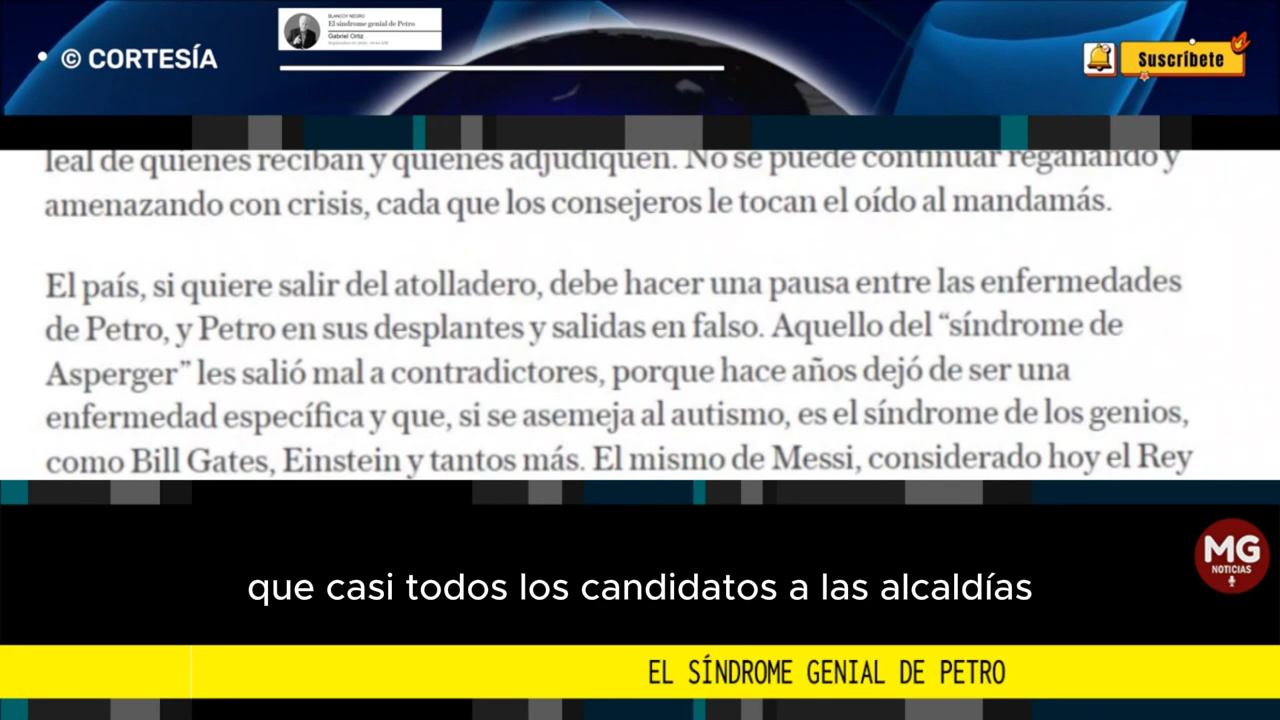 © CORTESÍA
BLANCO Y NEGRO
El síndrome genial de Petro
Gabriel Ortiz
Suscríbete
leal de quienes reciban y quienes adjudiquen. No se puede continuar regañando y
amenazando con crisis, cada que los consejeros le tocan el oído al mandamás.
El país, si quiere salir del atolladero, debe hacer una pausa entre las enfermedades
de Petro, y Petro en sus desplantes y salidas en falso. Aquello del “síndrome de
Asperger” les salió mal a contradictores, porque hace años dejó de ser una
enfermedad específica y que, si se asemeja al autismo, es el síndrome de los genios,
como Bill Gates, Einstein y tantos más. El mismo de Messi, considerado hoy el Rey
MG
NOTICIAS
que casi todos los candidatos a las alcaldías
EL SÍNDROME GENIAL DE PETRO